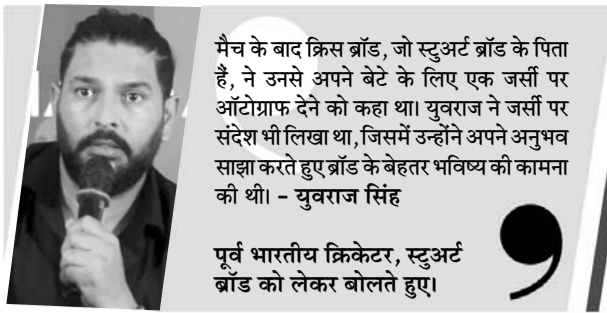 मैच के बाद क्रिस ब्रॉड, जो स्टुअर्ट ब्रॉड के पिता
हैं, ने उनसे अपने बेटे के लिए एक जर्सी पर
ऑटोग्राफ देने को कहा था। युवराज ने जर्सी पर
संदेश भी लिखा था, जिसमें उन्होंने अपने अनुभव
साझा करते हुए ब्रॉड के बेहतर भविष्य की कामना
की थी। – युवराज सिंह
पूर्व भारतीय क्रिकेटर, स्टुअर्ट
ब्रॉड को लेकर बोलते हुए।